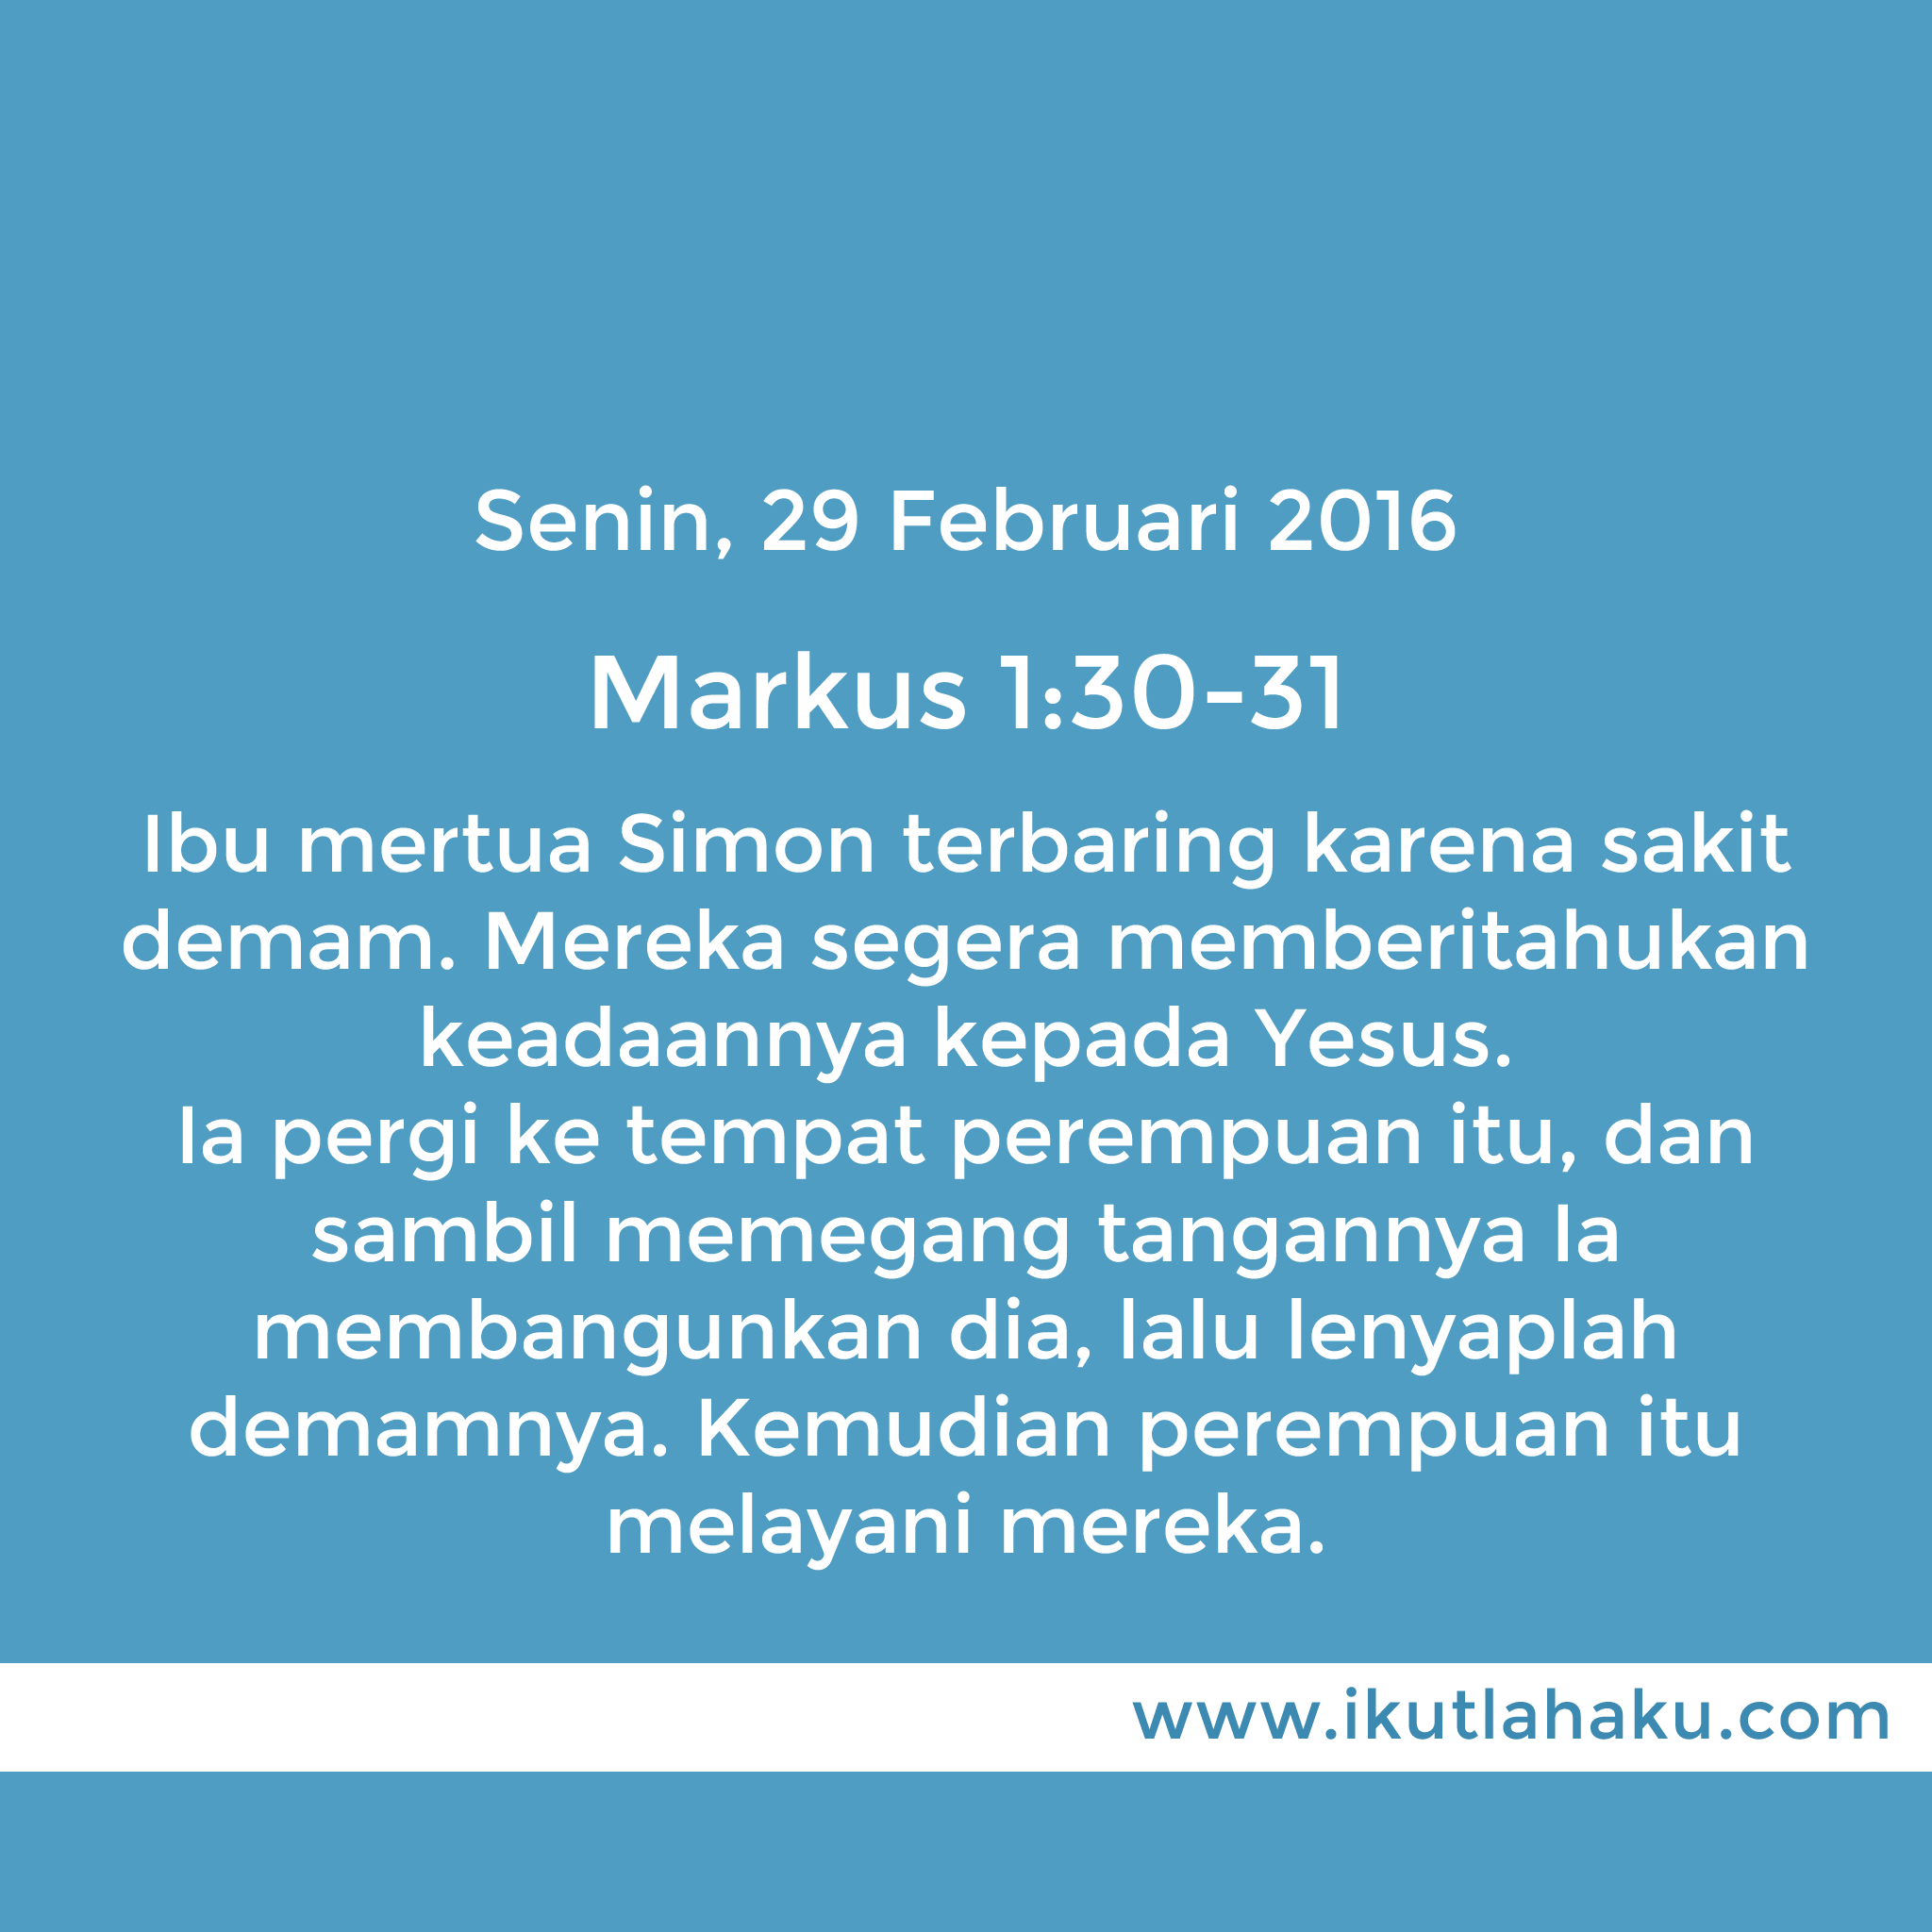 Senin, 29 Februari 2016
Markus 1:30-31
Ibu mertua Simon terbaring karena sakit
demam. Mereka segera memberitahukan
keadaannya kepada Yesus.
Ia pergi ke tempat perempuan itu, dan
sambil memegang tangannya Ia
membangunkan dia, lalu lenyaplah
demamnya. Kemudian perempuan itu
melayani mereka.
www.ikutlahaku.com